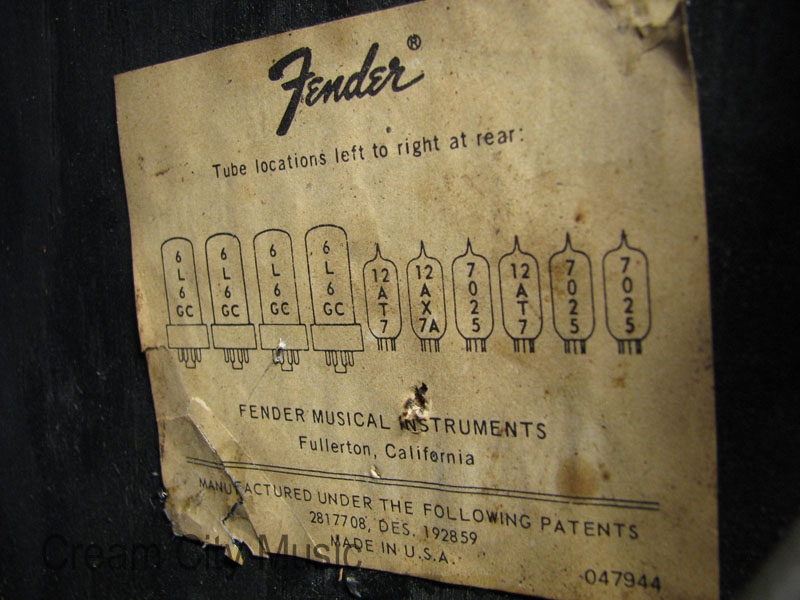 Fender®
Tube locations left to right at rear:
6L6GC 6L6GC 6L6GC 6L6GC 12AT7 12AX7A 7025 12AT7 7025 7025
FENDER MUSICAL INSTRUMENTS
Fullerton, California
MANUFACTURED UNDER THE FOLLOWING PATENTS
2817708, DES. 192859
MADE IN U.S.A.
047944
Cream City Music